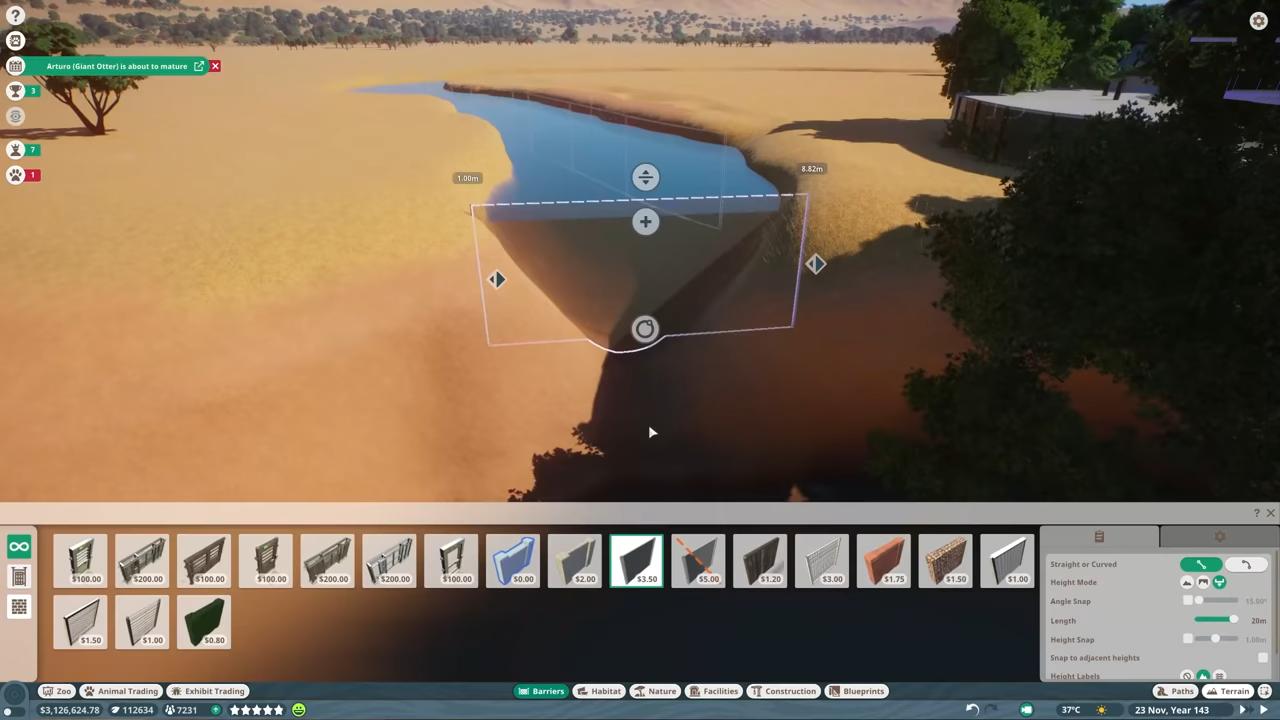 ?
Arturo (Giant Otter) is about to mature
3
7
1
1.00m
8.82m
?
$100.00
$200.00
$100.00
$100.00
$200.00
$200.00
$100.00
$0.00
$2.00
$3.50
$5.00
$1.20
$3.00
$1.75
$1.50
$1.00
$1.50
$1.00
$0.80
Straight or Curved
Height Mode
Angle Snap
15.00°
Length
20m
Height Snap
1.00m
Snap to adjacent heights
Height Labels
Zoo
Animal Trading
Exhibit Trading
Barriers
Habitat
Nature
Facilities
Construction
Blueprints
Paths
Terrain
$3,126,624.78
112634
7231
37°C
23 Nov, Year 143